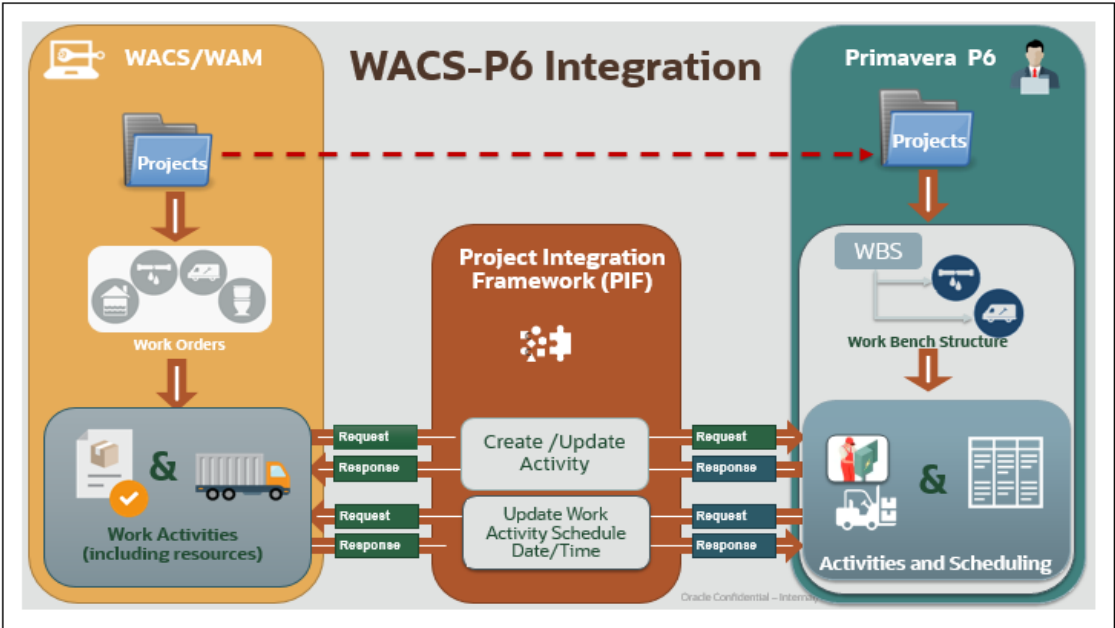 WACS/WAM
WACS-P6 Integration
Primavera P6
Projects
Projects
Project Integration
Framework (PIF)
WBS
Work Orders
Work Bench Structure
Request
Response
Create /Update
Activity
Request
Response
&
&
Request
Response
Update Work
Activity Schedule
Date/Time
Request
Response
Work Activities
(including resources)
Activities and Scheduling
Oracle Confidential – Internal